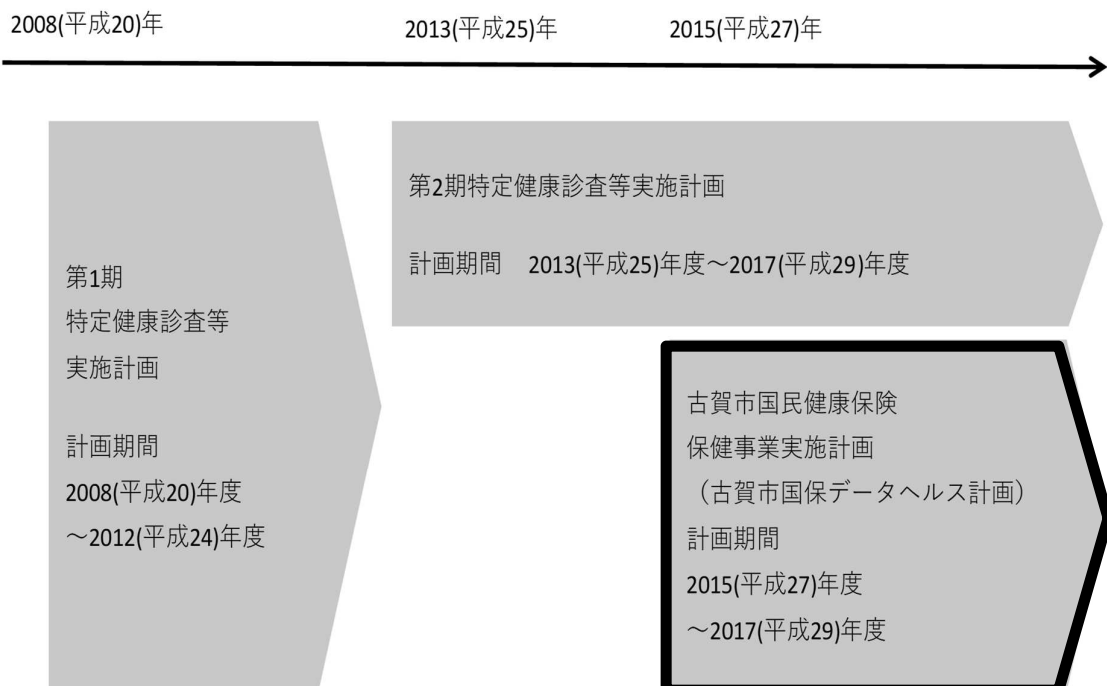 2008(平成20)年
2013(平成25)年
2015(平成27)年
第1期
特定健康診査等
実施計画
計画期間
2008(平成20)年度
～2012(平成24)年度
第2期特定健康診査等実施計画
計画期間　2013(平成25)年度～2017(平成29)年度
古賀市国民健康保険
保健事業実施計画
（古賀市国保データヘルス計画）
計画期間
2015(平成27)年度
～2017(平成29)年度